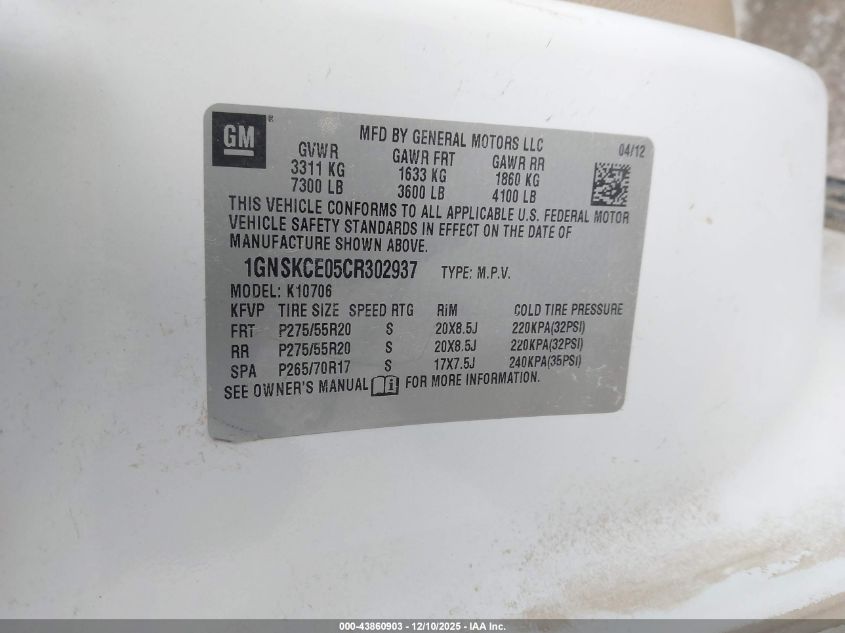 GM ® MFD BY GENERAL MOTORS LLC 04/12
GVWR GAWR FRT GAWR RR
3311 KG 1633 KG 1860 KG
7300 LB 3600 LB 4100 LB
THIS VEHICLE CONFORMS TO ALL APPLICABLE U.S. FEDERAL MOTOR
VEHICLE SAFETY STANDARDS IN EFFECT ON THE DATE OF
MANUFACTURE SHOWN ABOVE.
1GNSKCE05CR302937 TYPE: M.P.V.
MODEL: K10706
KFVP TIRE SIZE SPEED RTG RIM COLD TIRE PRESSURE
FRT P275/55R20 S 20X8.5J 220KPA(32PSI)
RR P275/55R20 S 20X8.5J 220KPA(32PSI)
SPA P265/70R17 S 17X7.5J 240KPA(35PSI)
SEE OWNER'S MANUAL i FOR MORE INFORMATION.
000-43860903 - 12/10/2025 - IAA Inc.